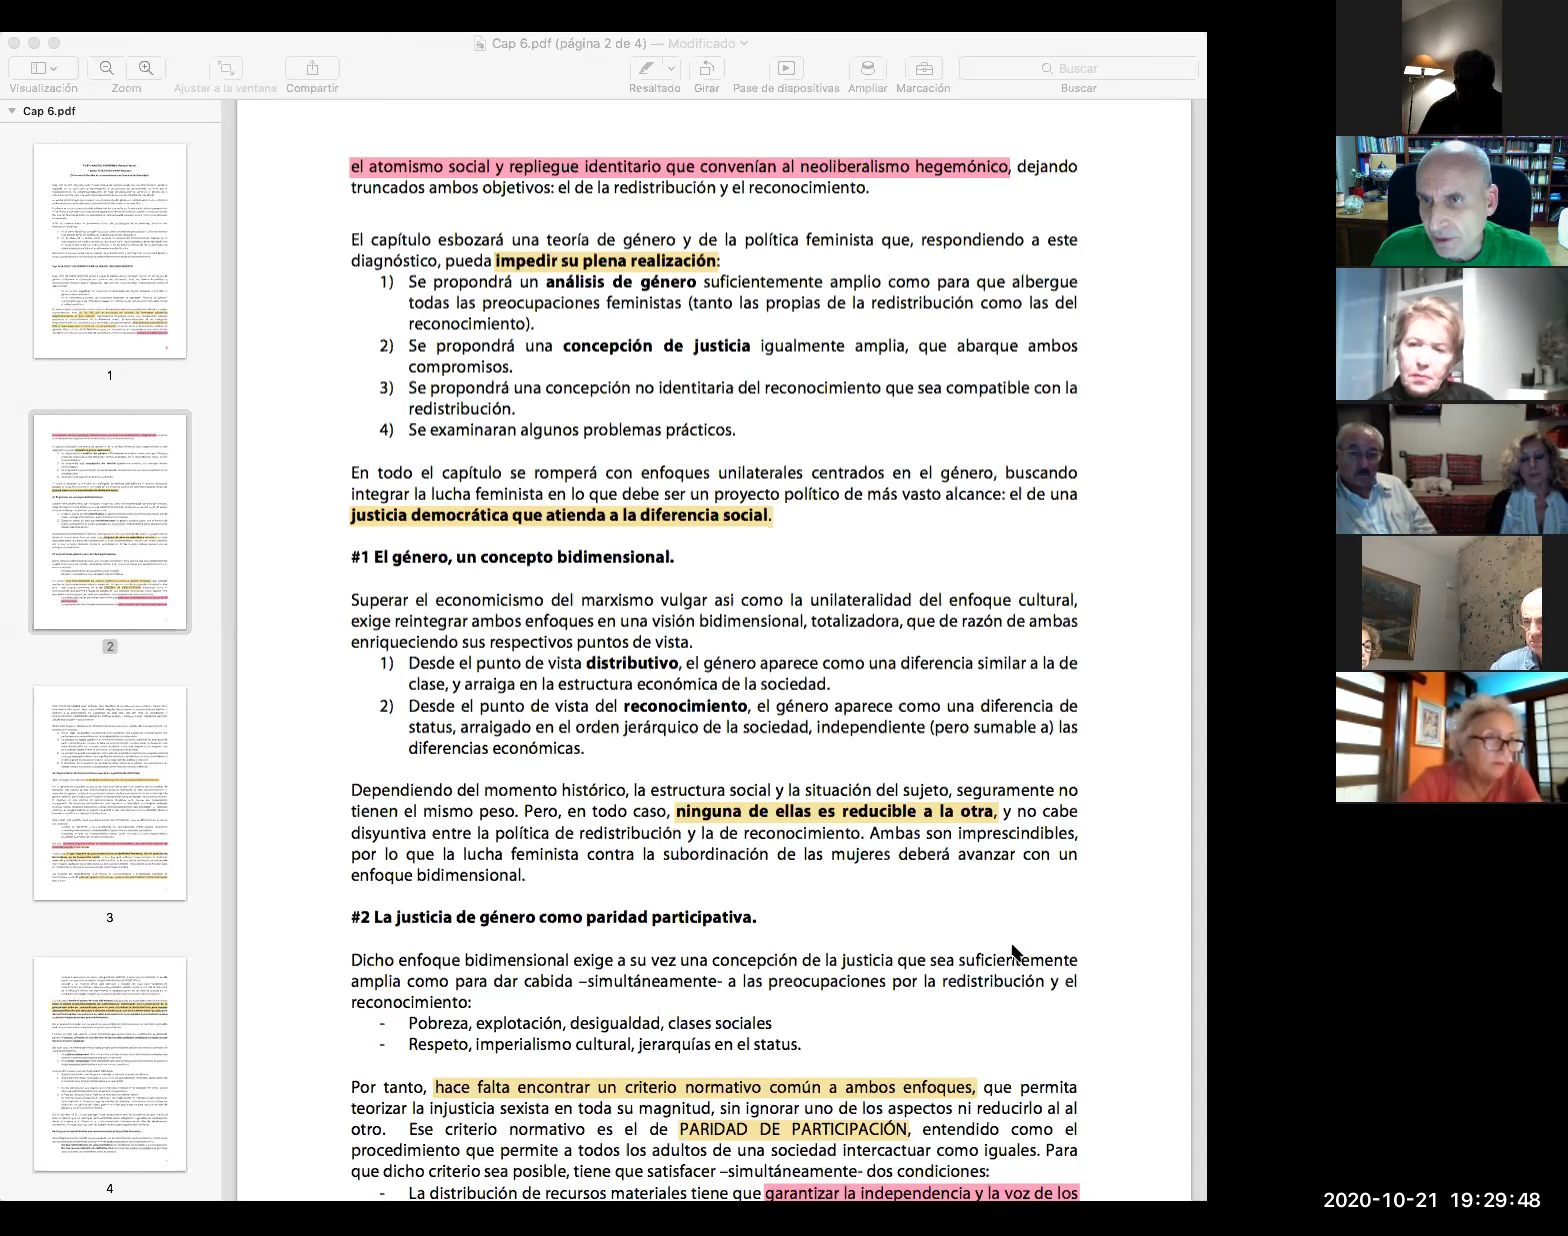 Cap 6.pdf (página 2 de 4) — Modificado
Buscar
Visualización
Zoom
Ajustar a la ventana
Compartir
Resaltado
Girar
Pase de diapositivas
Ampliar
Marcación
Buscar
Cap 6.pdf
1
2
3
4
el atomismo social y repliegue identitario que convenían al neoliberalismo hegemónico, dejando
truncados ambos objetivos: el de la redistribución y el reconocimiento.
El capítulo esbozará una teoría de género y de la política feminista que, respondiendo a este
diagnóstico, pueda impedir su plena realización:
1) Se propondrá un análisis de género suficientemente amplio como para que albergue
todas las preocupaciones feministas (tanto las propias de la redistribución como las del
reconocimiento).
2) Se propondrá una concepción de justicia igualmente amplia, que abarque ambos
compromisos.
3) Se propondrá una concepción no identitaria del reconocimiento que sea compatible con la
redistribución.
4) Se examinaran algunos problemas prácticos.
En todo el capítulo se romperá con enfoques unilaterales centrados en el género, buscando
integrar la lucha feminista en lo que debe ser un proyecto político de más vasto alcance: el de una
justicia democrática que atienda a la diferencia social.
#1 El género, un concepto bidimensional.
Superar el economicismo del marxismo vulgar asi como la unilateralidad del enfoque cultural,
exige reintegrar ambos enfoques en una visión bidimensional, totalizadora, que de razón de ambas
enriqueciendo sus respectivos puntos de vista.
1) Desde el punto de vista distributivo, el género aparece como una diferencia similar a la de
clase, y arraiga en la estructura económica de la sociedad.
2) Desde el punto de vista del reconocimiento, el género aparece como una diferencia de
status, arraigado en el orden jerárquico de la sociedad, independiente (pero sumable a) las
diferencias económicas.
Dependiendo del momento histórico, la estructura social y la situación del sujeto, seguramente no
tienen el mismo peso. Pero, en todo caso, ninguna de ellas es reducible a la otra, y no cabe
disyuntiva entre la política de redistribución y la de reconocimiento. Ambas son imprescindibles,
por lo que la lucha feminista contra la subordinación de las mujeres deberá avanzar con un
enfoque bidimensional.
#2 La justicia de género como paridad participativa.
Dicho enfoque bidimensional exige a su vez una concepción de la justicia que sea suficientemente
amplia como para dar cabida –simultáneamente- a las preocupaciones por la redistribución y el
reconocimiento:
- Pobreza, explotación, desigualdad, clases sociales
- Respeto, imperialismo cultural, jerarquías en el status.
Por tanto, hace falta encontrar un criterio normativo común a ambos enfoques, que permita
teorizar la injusticia sexista en toda su magnitud, sin ignorar uno de los aspectos ni reducirlo al al
otro. Ese criterio normativo es el de PARIDAD DE PARTICIPACIÓN, entendido como el
procedimiento que permite a todos los adultos de una sociedad intercactuar como iguales. Para
que dicho criterio sea posible, tiene que satisfacer –simultáneamente- dos condiciones:
- La distribución de recursos materiales tiene que garantizar la independencia y la voz de los
2020-10-21 19:29:48